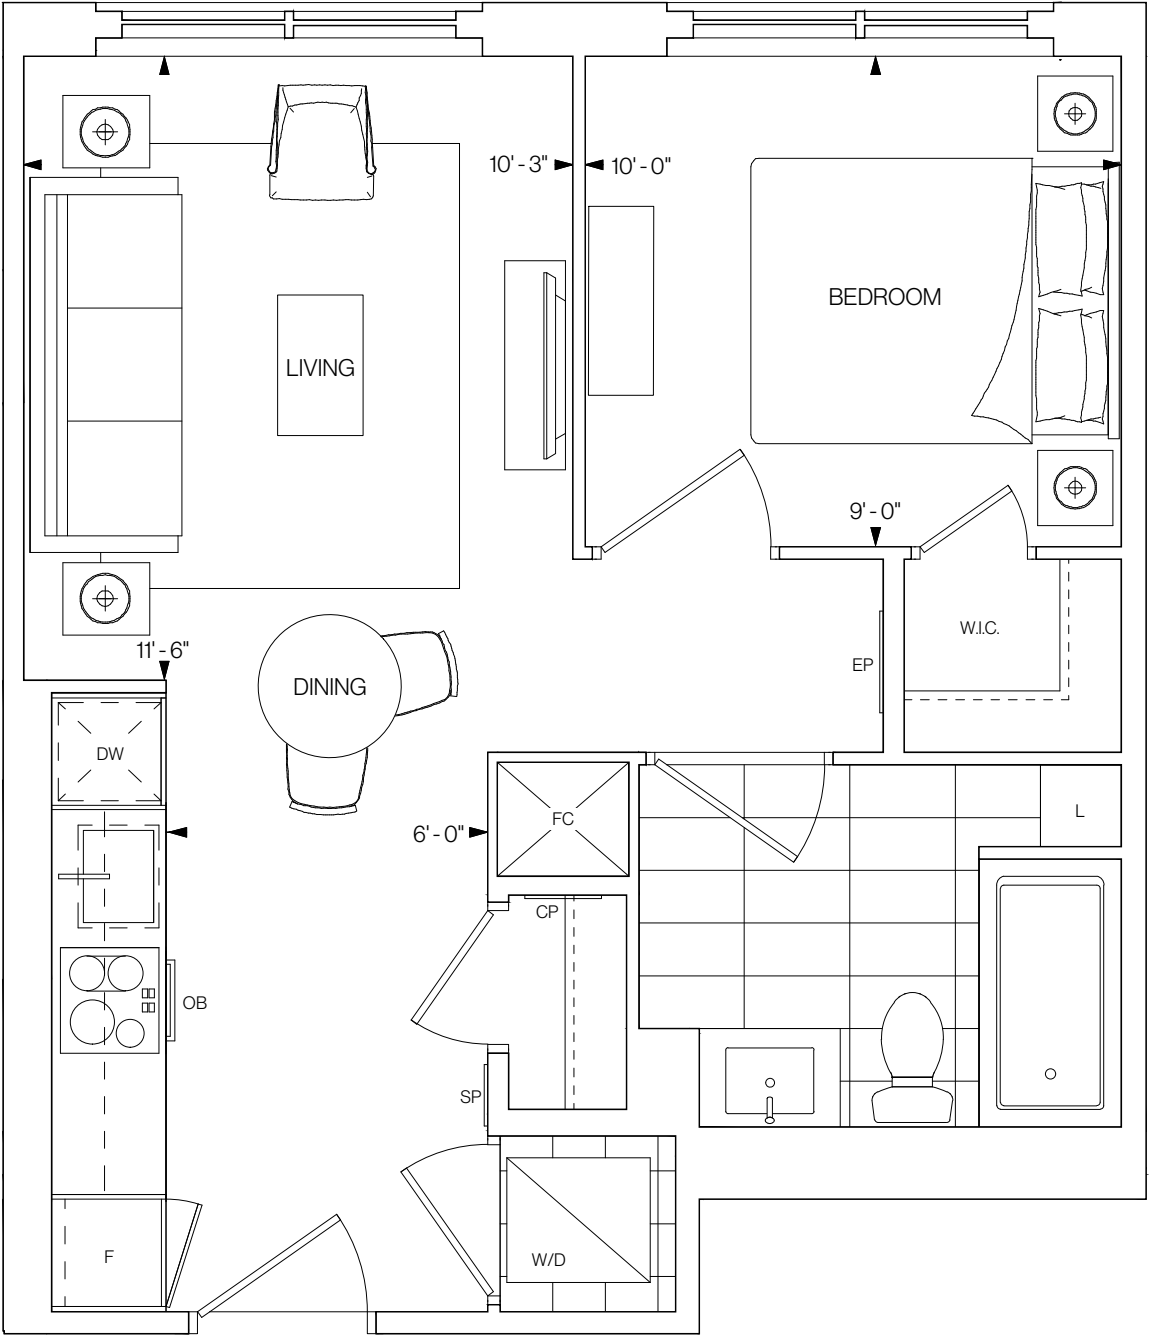 10'-3"
10'-0"
BEDROOM
LIVING
9'-0"
W.I.C.
11'-6"
EP
DINING
DW
FC
6'-0"
L
CP
OB
SP
F
W/D